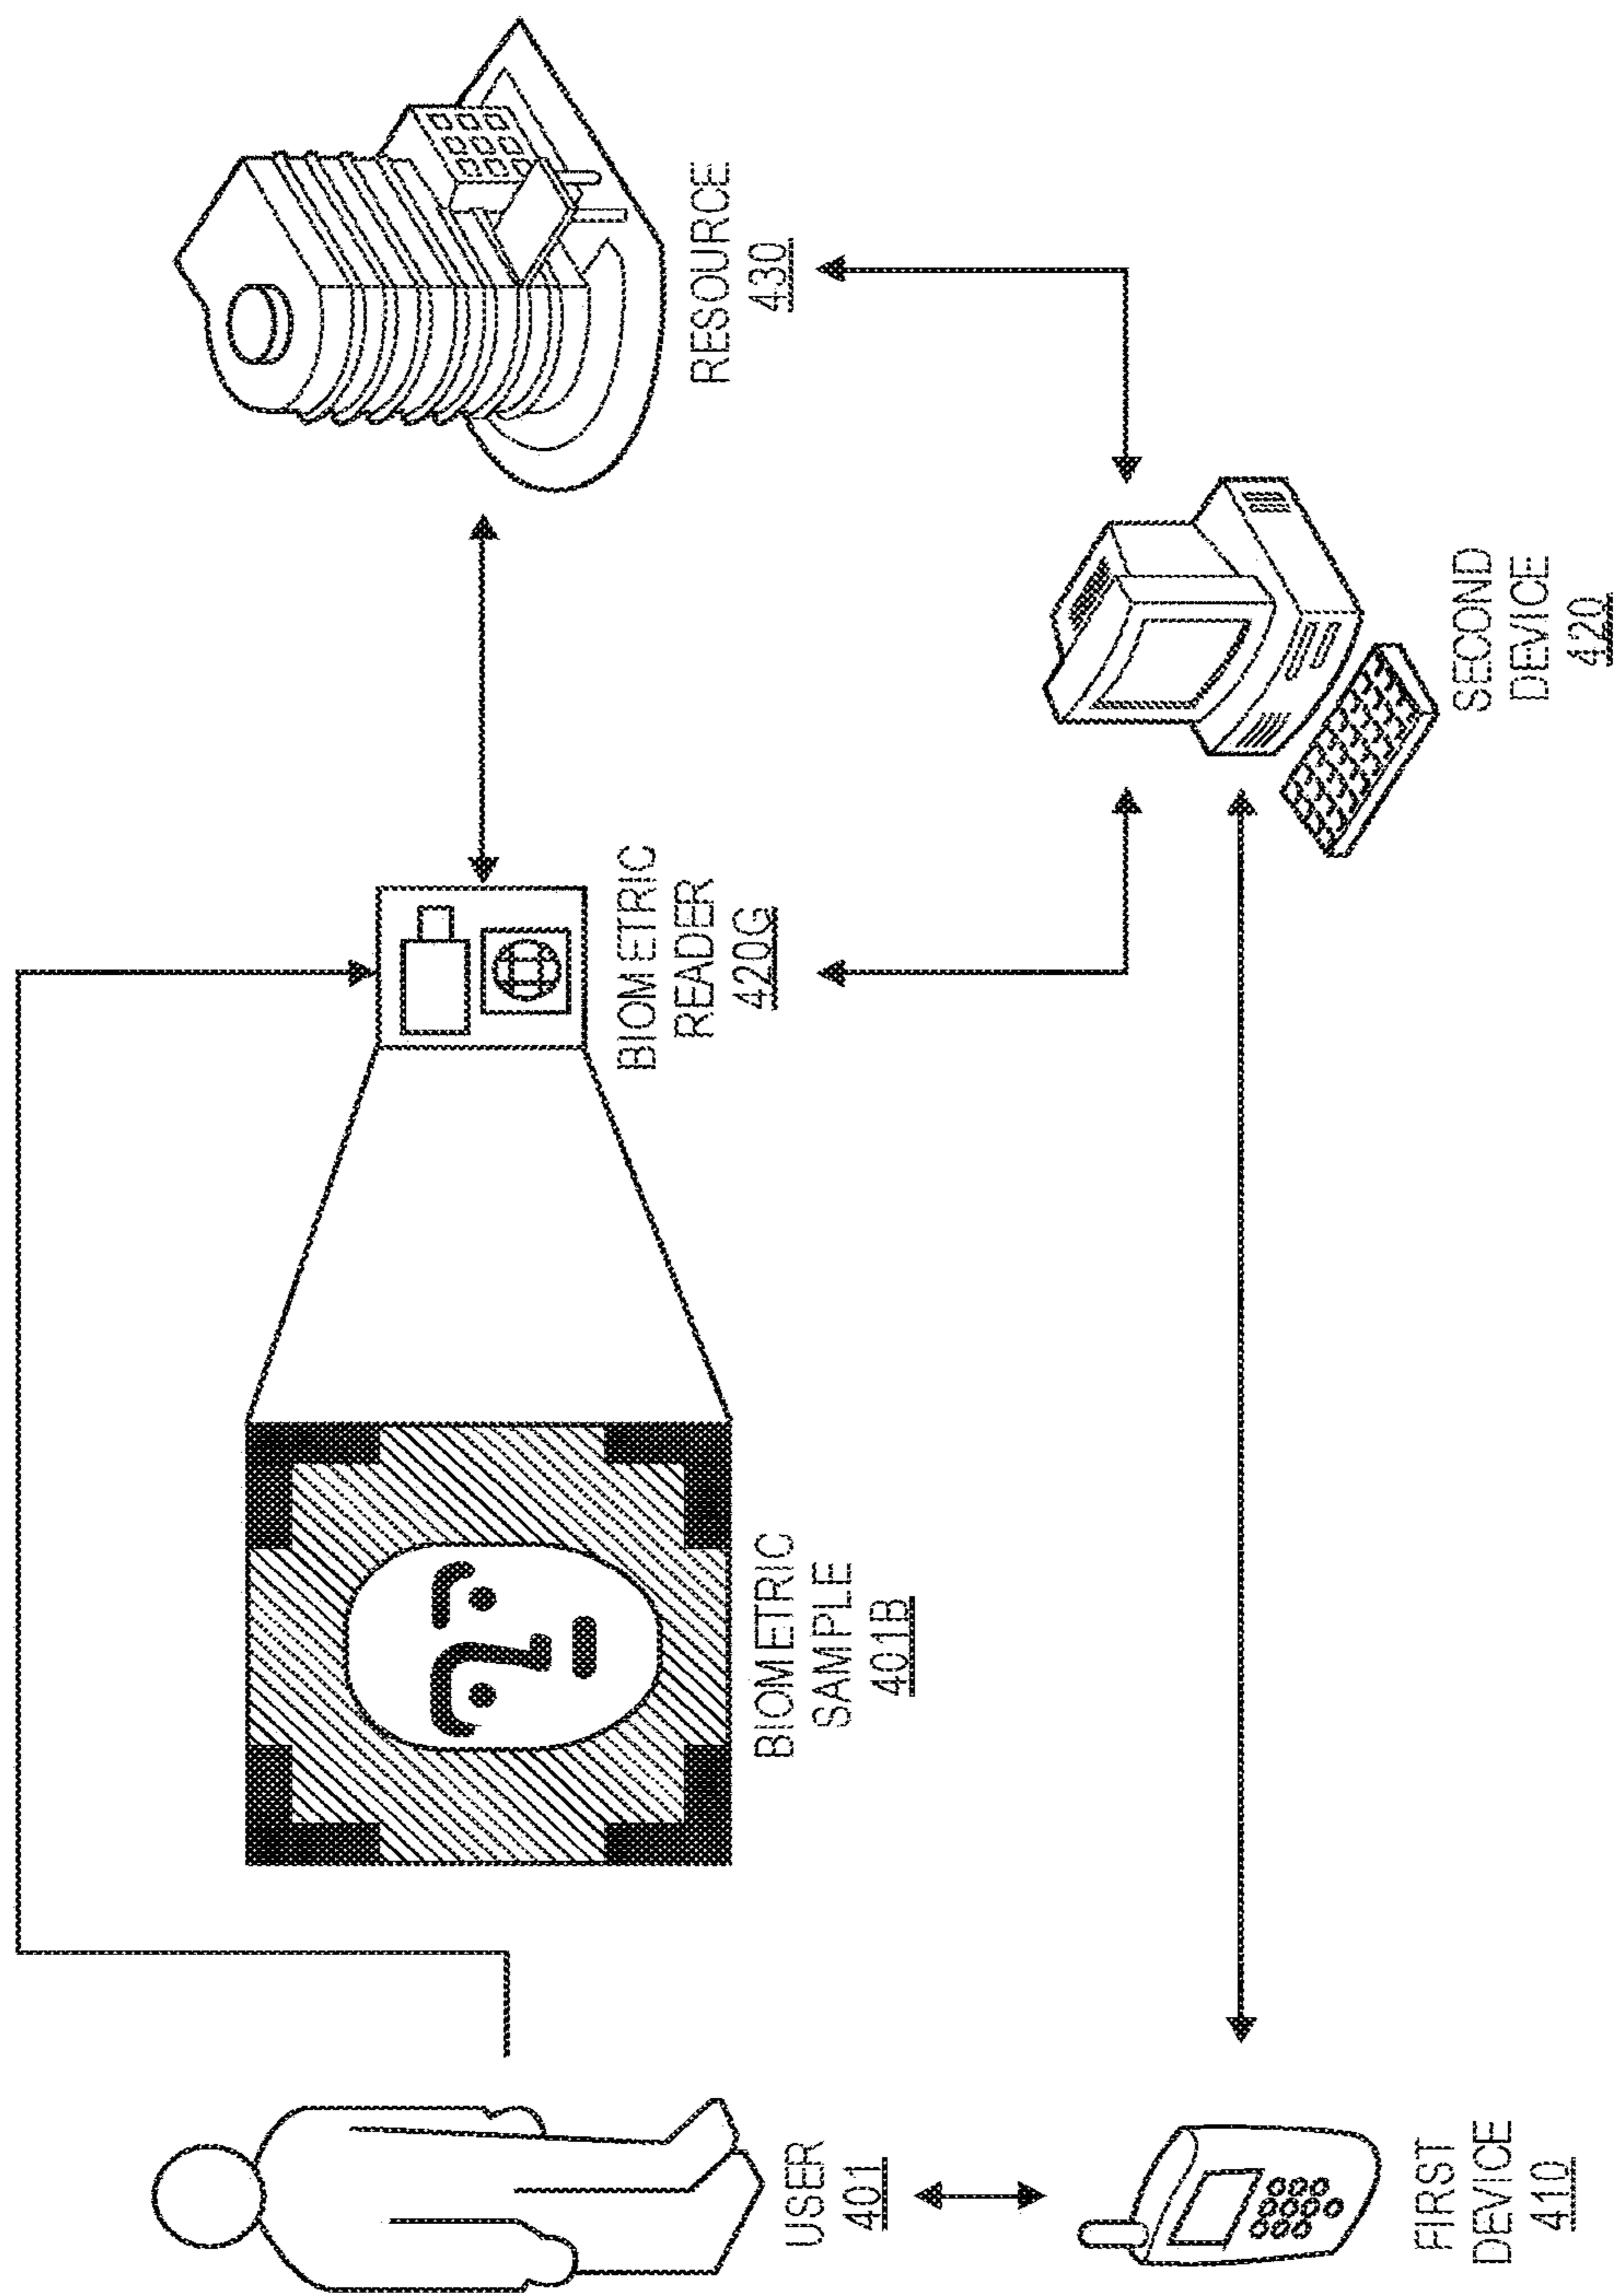 USER
401
BIOMETRIC
SAMPLE
401B
BIOMETRIC
READER
420G
RESOURCE
430
FIRST
DEVICE
410
SECOND
DEVICE
420